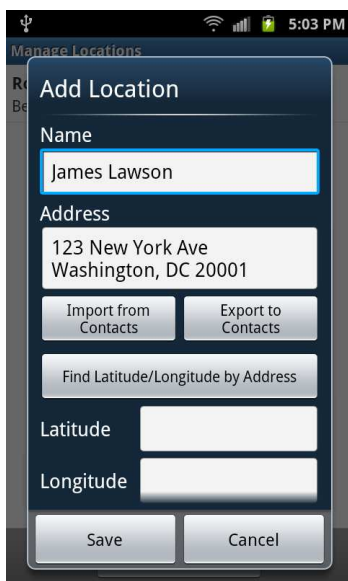 5:03 PM
Manage Locations
Add Location
Name
James Lawson
Address
123 New York Ave
Washington, DC 20001
Import from
Contacts
Export to
Contacts
Find Latitude/Longitude by Address
Latitude
Longitude
Save
Cancel